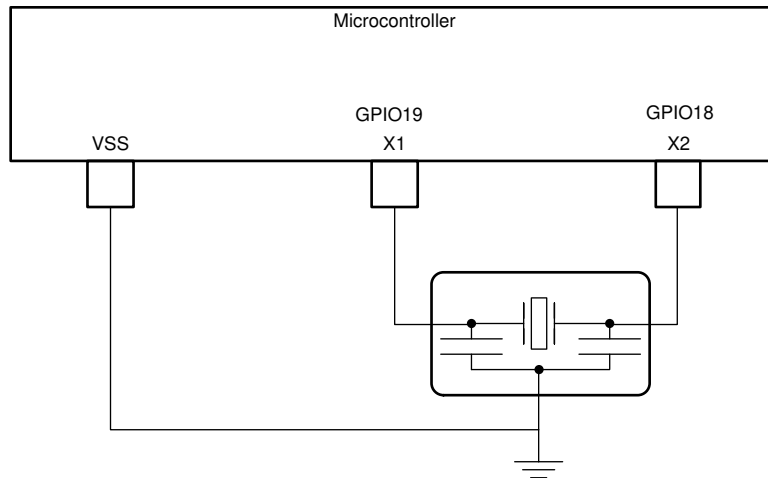 Microcontroller
GPIO19
GPIO18
VSS
X1
X2